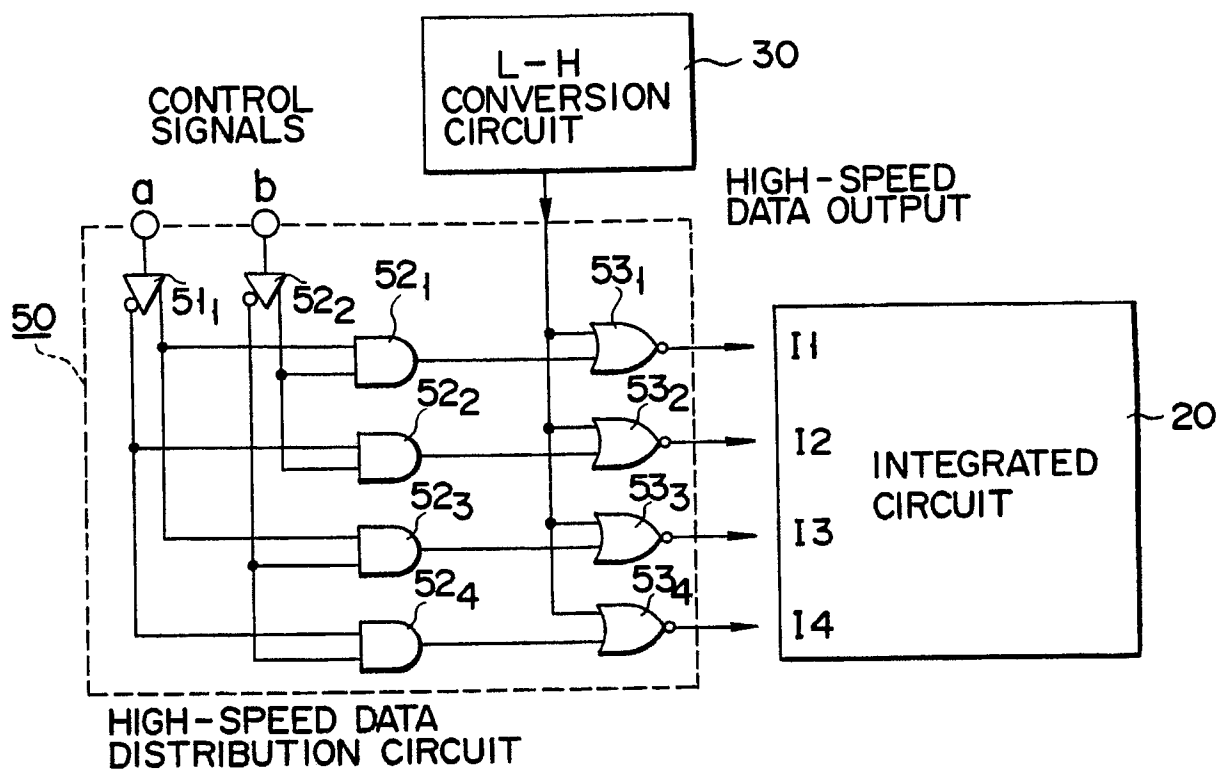 L-H
CONVERSION
CIRCUIT
30
CONTROL
SIGNALS
a
b
HIGH-SPEED
DATA OUTPUT
50
51₁
52₂
52₁
53₁
I1
52₂
53₂
I2
20
INTEGRATED
CIRCUIT
52₃
53₃
I3
52₄
53₄
I4
HIGH-SPEED DATA
DISTRIBUTION CIRCUIT